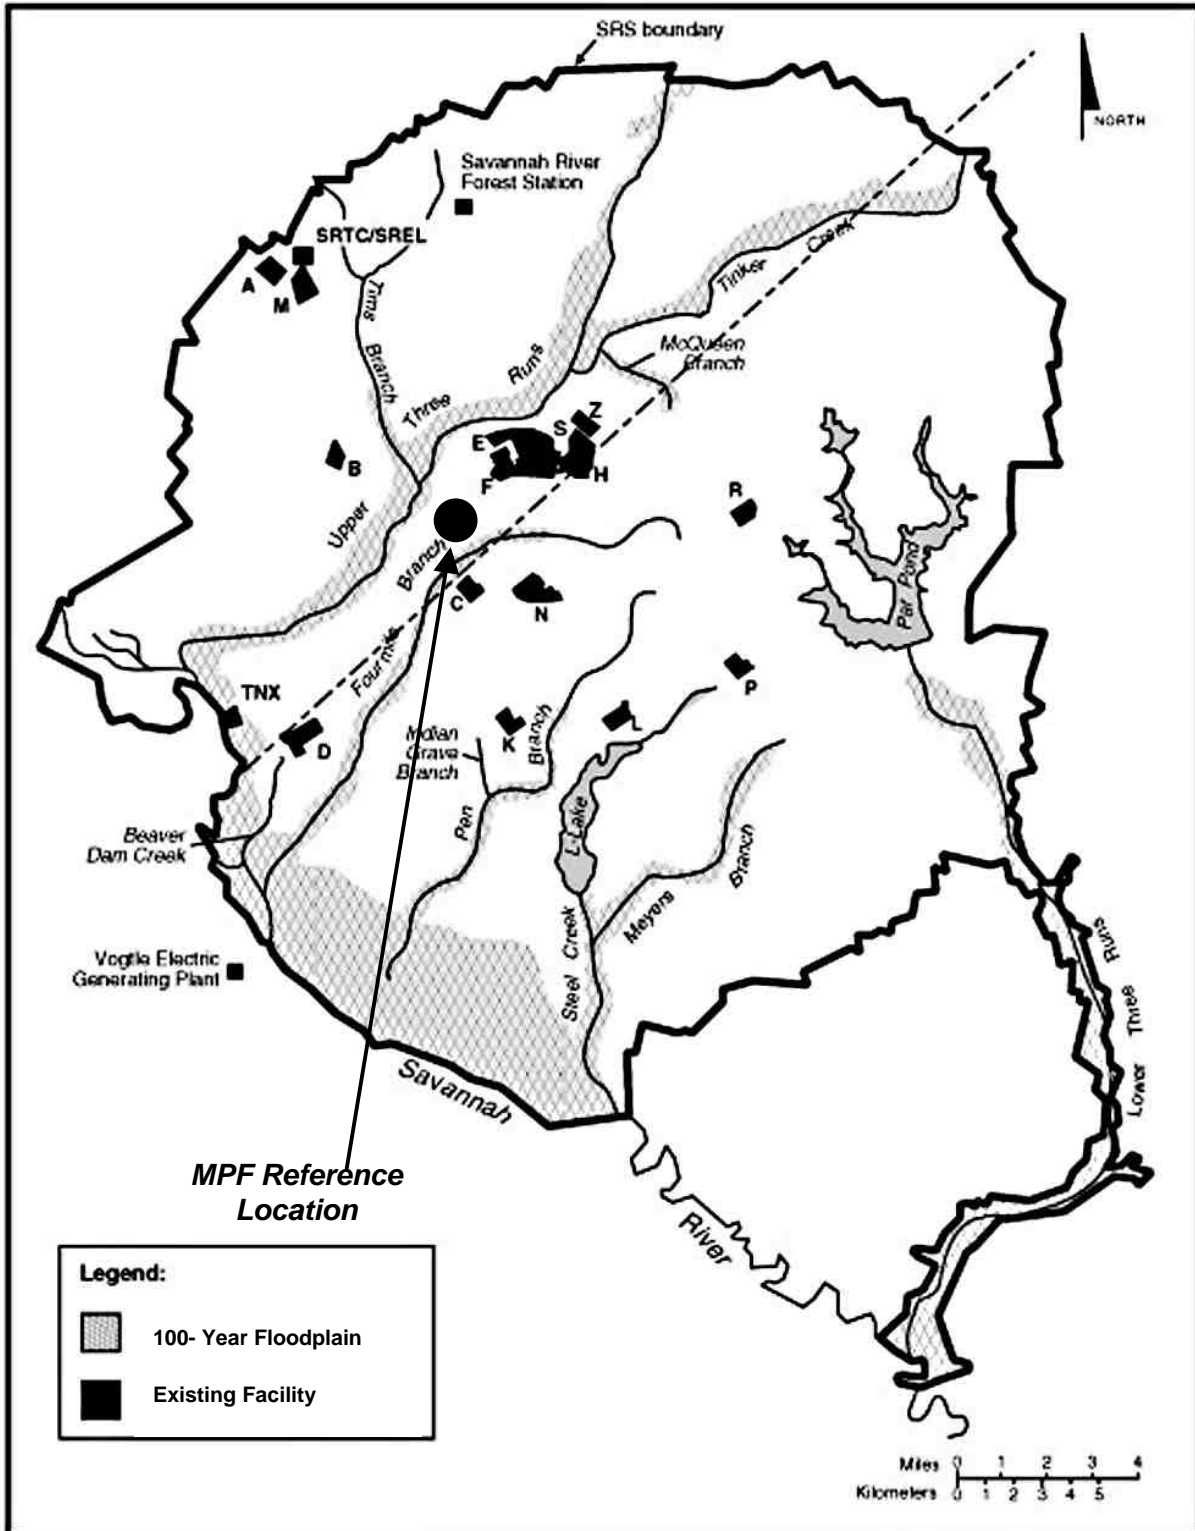 SRS boundary
NORTH
Savannah River
Forest Station
SRTC/SREL
A
M
Tims
Branch
Tinker
Creek
McQueen
Branch
Runs
Three
Upper
Z
S
E
F
H
B
R
Branch
C
N
Par Pond
Fourmile
TNX
D
P
K
L
Indian
Grave
Branch
Branch
Pen
L-Lake
Beaver
Dam Creek
Branch
Meyers
Steel Creek
Vogtle Electric
Generating Plant
Lower Three Runs
Savannah
River
MPF Reference
Location
Legend:
100- Year Floodplain
Existing Facility
Miles 0 1 2 3 4
Kilometers 0 1 2 3 4 5